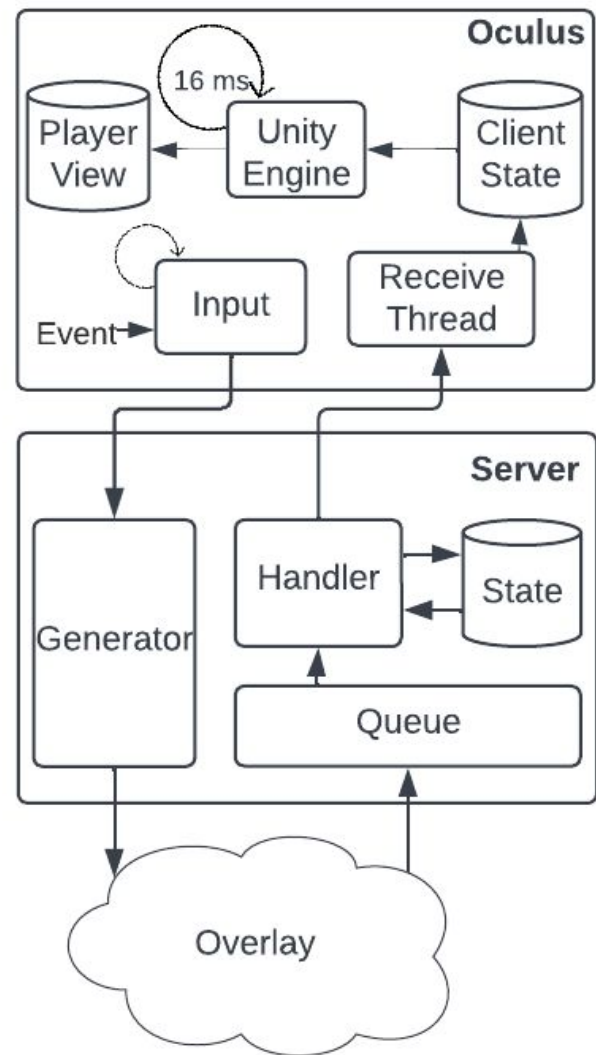 Oculus
16 ms
Player
View
Unity
Engine
Client
State
Input
Event
Receive
Thread
Server
Generator
Handler
State
Queue
Overlay